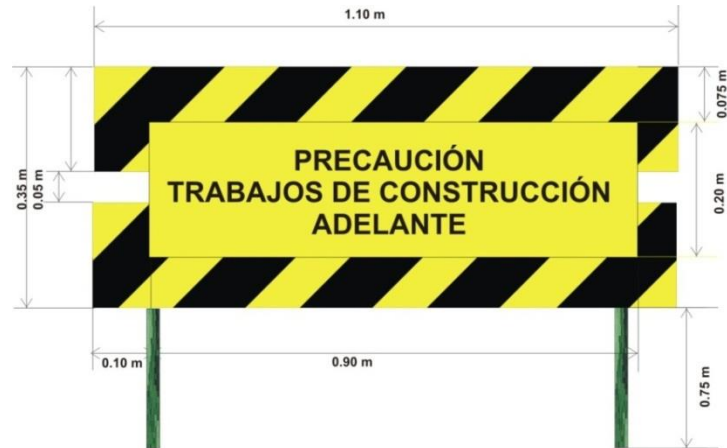 1.10 m
0.075 m
0.35 m
0.05 m
0.20 m
PRECAUCIÓN
TRABAJOS DE CONSTRUCCIÓN
ADELANTE
0.10 m
0.90 m
0.75 m